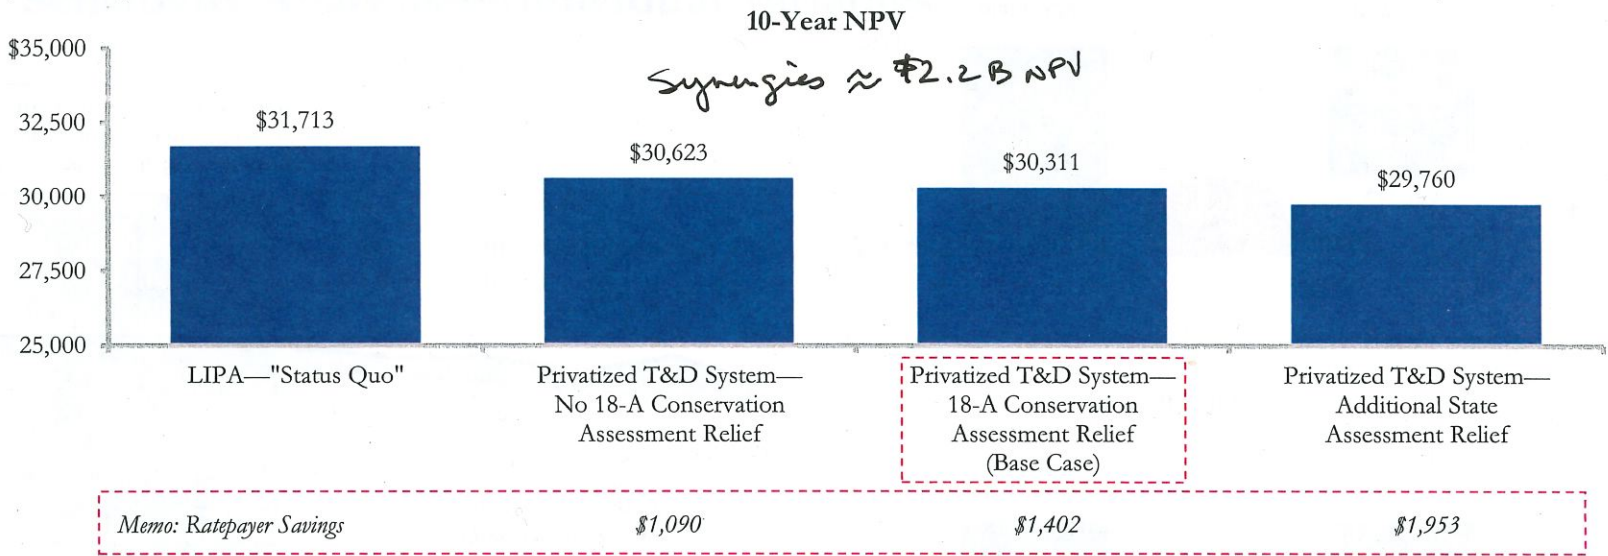 10-Year NPV
$35,000
Synergies ≈ $2.2 B NPV
32,500
$31,713
$30,623
$30,311
$29,760
30,000
27,500
25,000
LIPA—"Status Quo"
Privatized T&D System—
No 18-A Conservation
Assessment Relief
Privatized T&D System—
18-A Conservation
Assessment Relief
(Base Case)
Privatized T&D System—
Additional State
Assessment Relief
Memo: Ratepayer Savings
$1,090
$1,402
$1,953